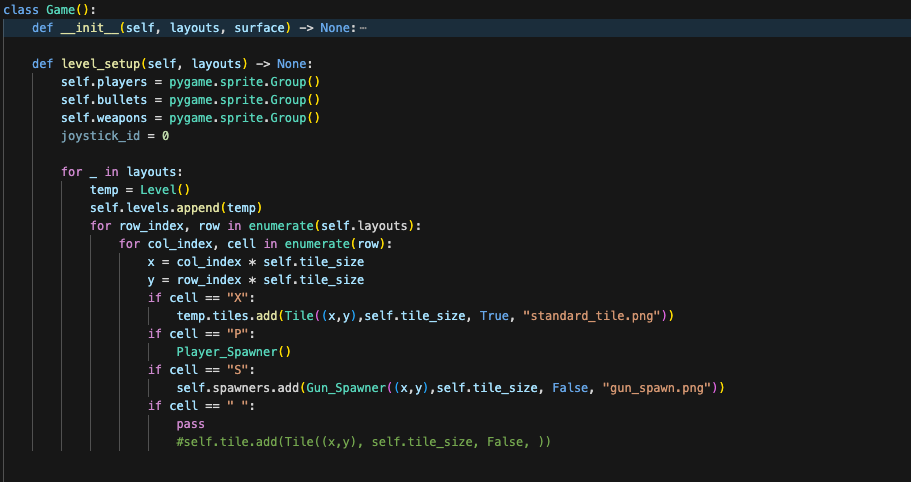 class Game():
    def __init__(self, layouts, surface) -> None:⋯

    def level_setup(self, layouts) -> None:
        self.players = pygame.sprite.Group()
        self.bullets = pygame.sprite.Group()
        self.weapons = pygame.sprite.Group()
        joystick_id = 0

        for _ in layouts:
            temp = Level()
            self.levels.append(temp)
            for row_index, row in enumerate(self.layouts):
                for col_index, cell in enumerate(row):
                    x = col_index * self.tile_size
                    y = row_index * self.tile_size
                    if cell == "X":
                        temp.tiles.add(Tile((x,y),self.tile_size, True, "standard_tile.png"))
                    if cell == "P":
                        Player_Spawner()
                    if cell == "S":
                        self.spawners.add(Gun_Spawner((x,y),self.tile_size, False, "gun_spawn.png"))
                    if cell == " ":
                        pass
                        #self.tile.add(Tile((x,y), self.tile_size, False, ))